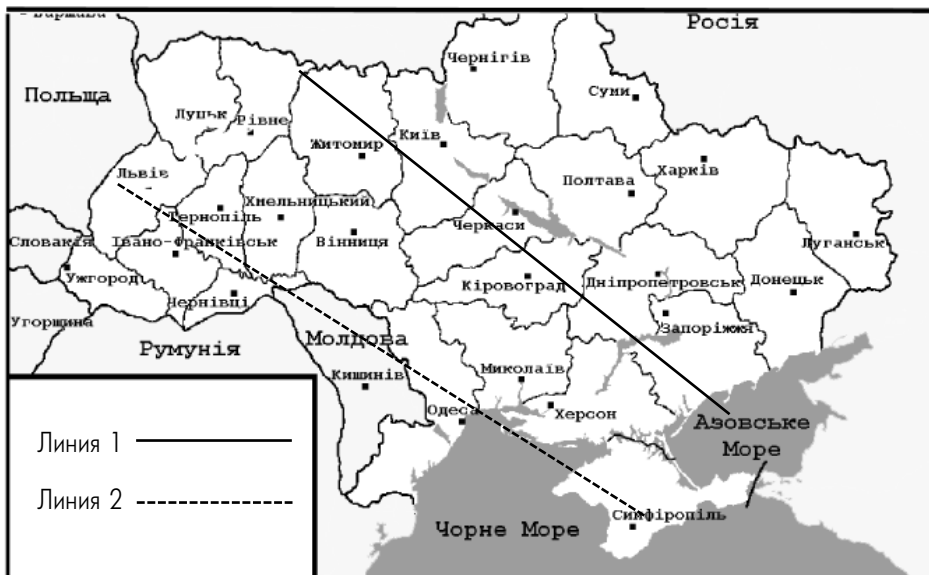 Росія
Чернігів
Суми
Польща
Луцьк
Рівне
Київ
Житомир
Харків
Львіє
Полтава
Хмельницький
Тернопіль
Черкаси
Словакія
Івано-Франківськ
Вінниця
Луганськ
Ужгород
Кіровоград
Дніпропетровськ
Донецьк
Чернівці
Угорщина
Запоріжжя
Румунія
Молдова
Миколаїв
Кишинів
Одеса
Херсон
Азовське
Море
Линия 1
Линия 2
Симфіропіль
Чорне Море